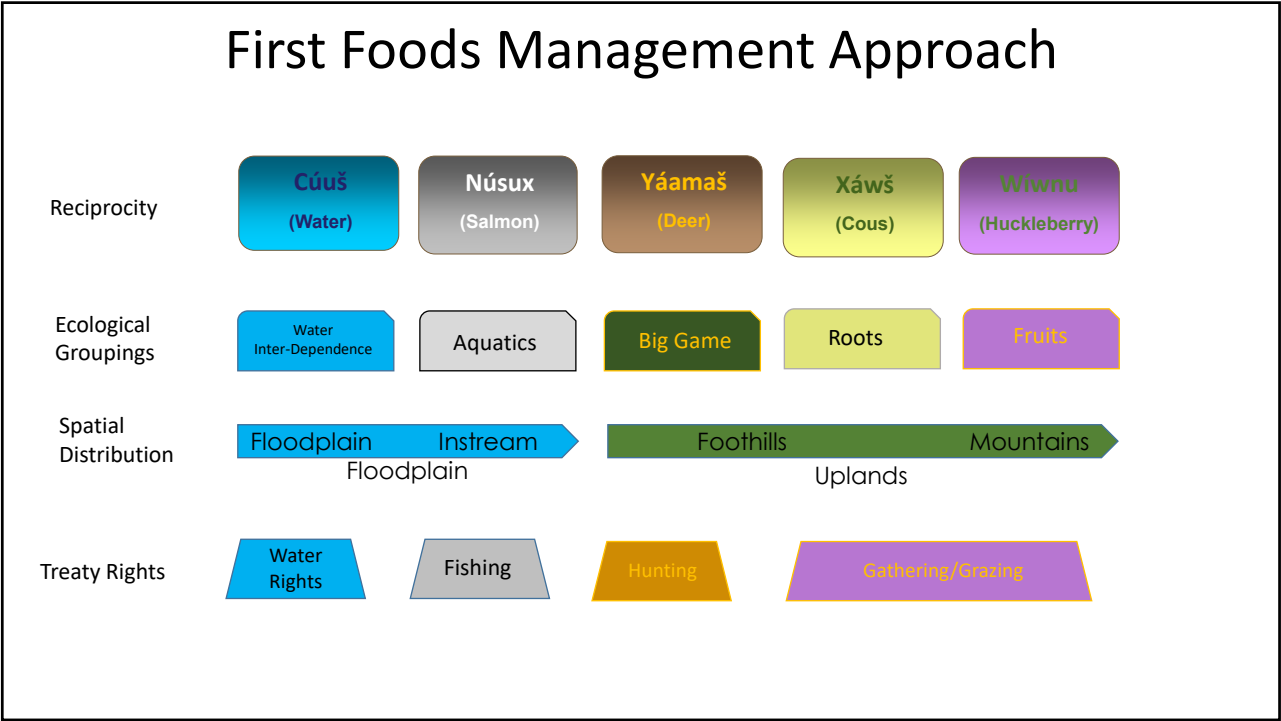 First Foods Management Approach
Reciprocity
Cúuš
(Water)
Núsux
(Salmon)
Yáamaš
(Deer)
Xáwš
(Cous)
Wíwnu
(Huckleberry)
Ecological
Groupings
Water
Inter-Dependence
Aquatics
Big Game
Roots
Fruits
Spatial
Distribution
Floodplain
Instream
Foothills
Mountains
Floodplain
Uplands
Treaty Rights
Water
Rights
Fishing
Hunting
Gathering/Grazing